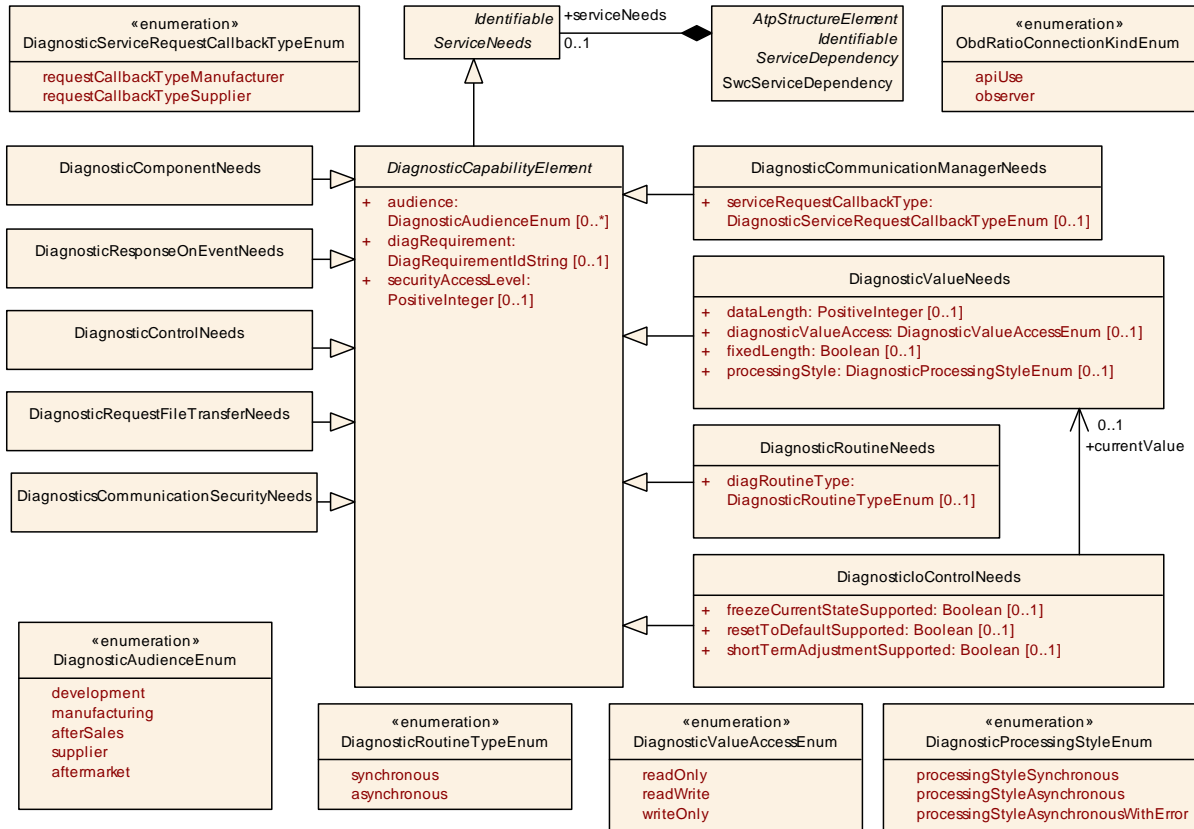 «enumeration»
DiagnosticServiceRequestCallbackTypeEnum
requestCallbackTypeManufacturer
requestCallbackTypeSupplier
Identifiable
ServiceNeeds
+serviceNeeds
0..1
AtpStructureElement
Identifiable
ServiceDependency
SwcServiceDependency
«enumeration»
ObdRatioConnectionKindEnum
apiUse
observer
DiagnosticComponentNeeds
DiagnosticResponseOnEventNeeds
DiagnosticControlNeeds
DiagnosticRequestFileTransferNeeds
DiagnosticsCommunicationSecurityNeeds
DiagnosticCapabilityElement
+ audience:
DiagnosticAudienceEnum [0..*]
+ diagRequirement:
DiagRequirementIdString [0..1]
+ securityAccessLevel:
PositiveInteger [0..1]
DiagnosticCommunicationManagerNeeds
+ serviceRequestCallbackType:
DiagnosticServiceRequestCallbackTypeEnum [0..1]
DiagnosticValueNeeds
+ dataLength: PositiveInteger [0..1]
+ diagnosticValueAccess: DiagnosticValueAccessEnum [0..1]
+ fixedLength: Boolean [0..1]
+ processingStyle: DiagnosticProcessingStyleEnum [0..1]
0..1
+currentValue
DiagnosticRoutineNeeds
+ diagRoutineType:
DiagnosticRoutineTypeEnum [0..1]
DiagnosticIoControlNeeds
+ freezeCurrentStateSupported: Boolean [0..1]
+ resetToDefaultSupported: Boolean [0..1]
+ shortTermAdjustmentSupported: Boolean [0..1]
«enumeration»
DiagnosticAudienceEnum
development
manufacturing
afterSales
supplier
aftermarket
«enumeration»
DiagnosticRoutineTypeEnum
synchronous
asynchronous
«enumeration»
DiagnosticValueAccessEnum
readOnly
readWrite
writeOnly
«enumeration»
DiagnosticProcessingStyleEnum
processingStyleSynchronous
processingStyleAsynchronous
processingStyleAsynchronousWithError